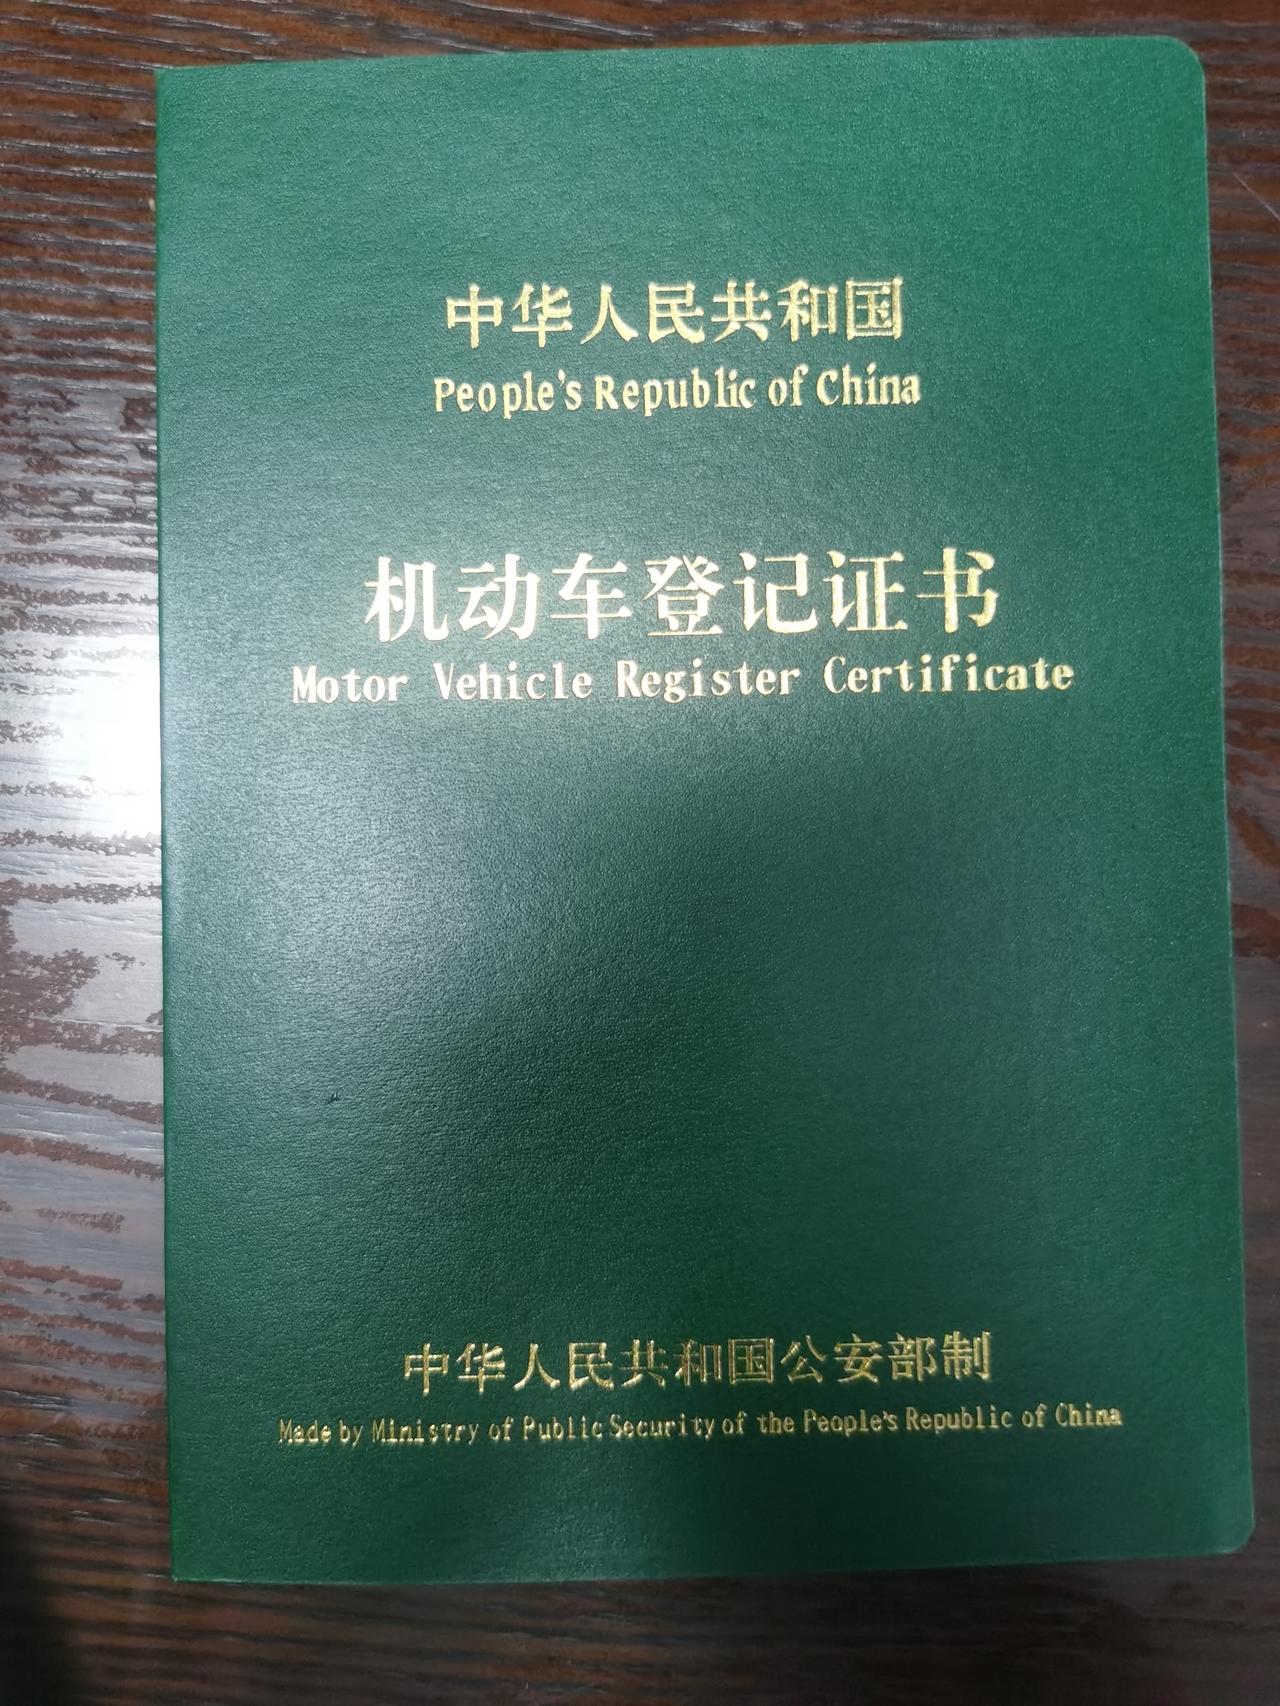 中华人民共和国
People's Republic of China
机动车登记证书
Motor Vehicle Register Certificate
中华人民共和国公安部制
Made by Ministry of Public Security of the People's Republic of China